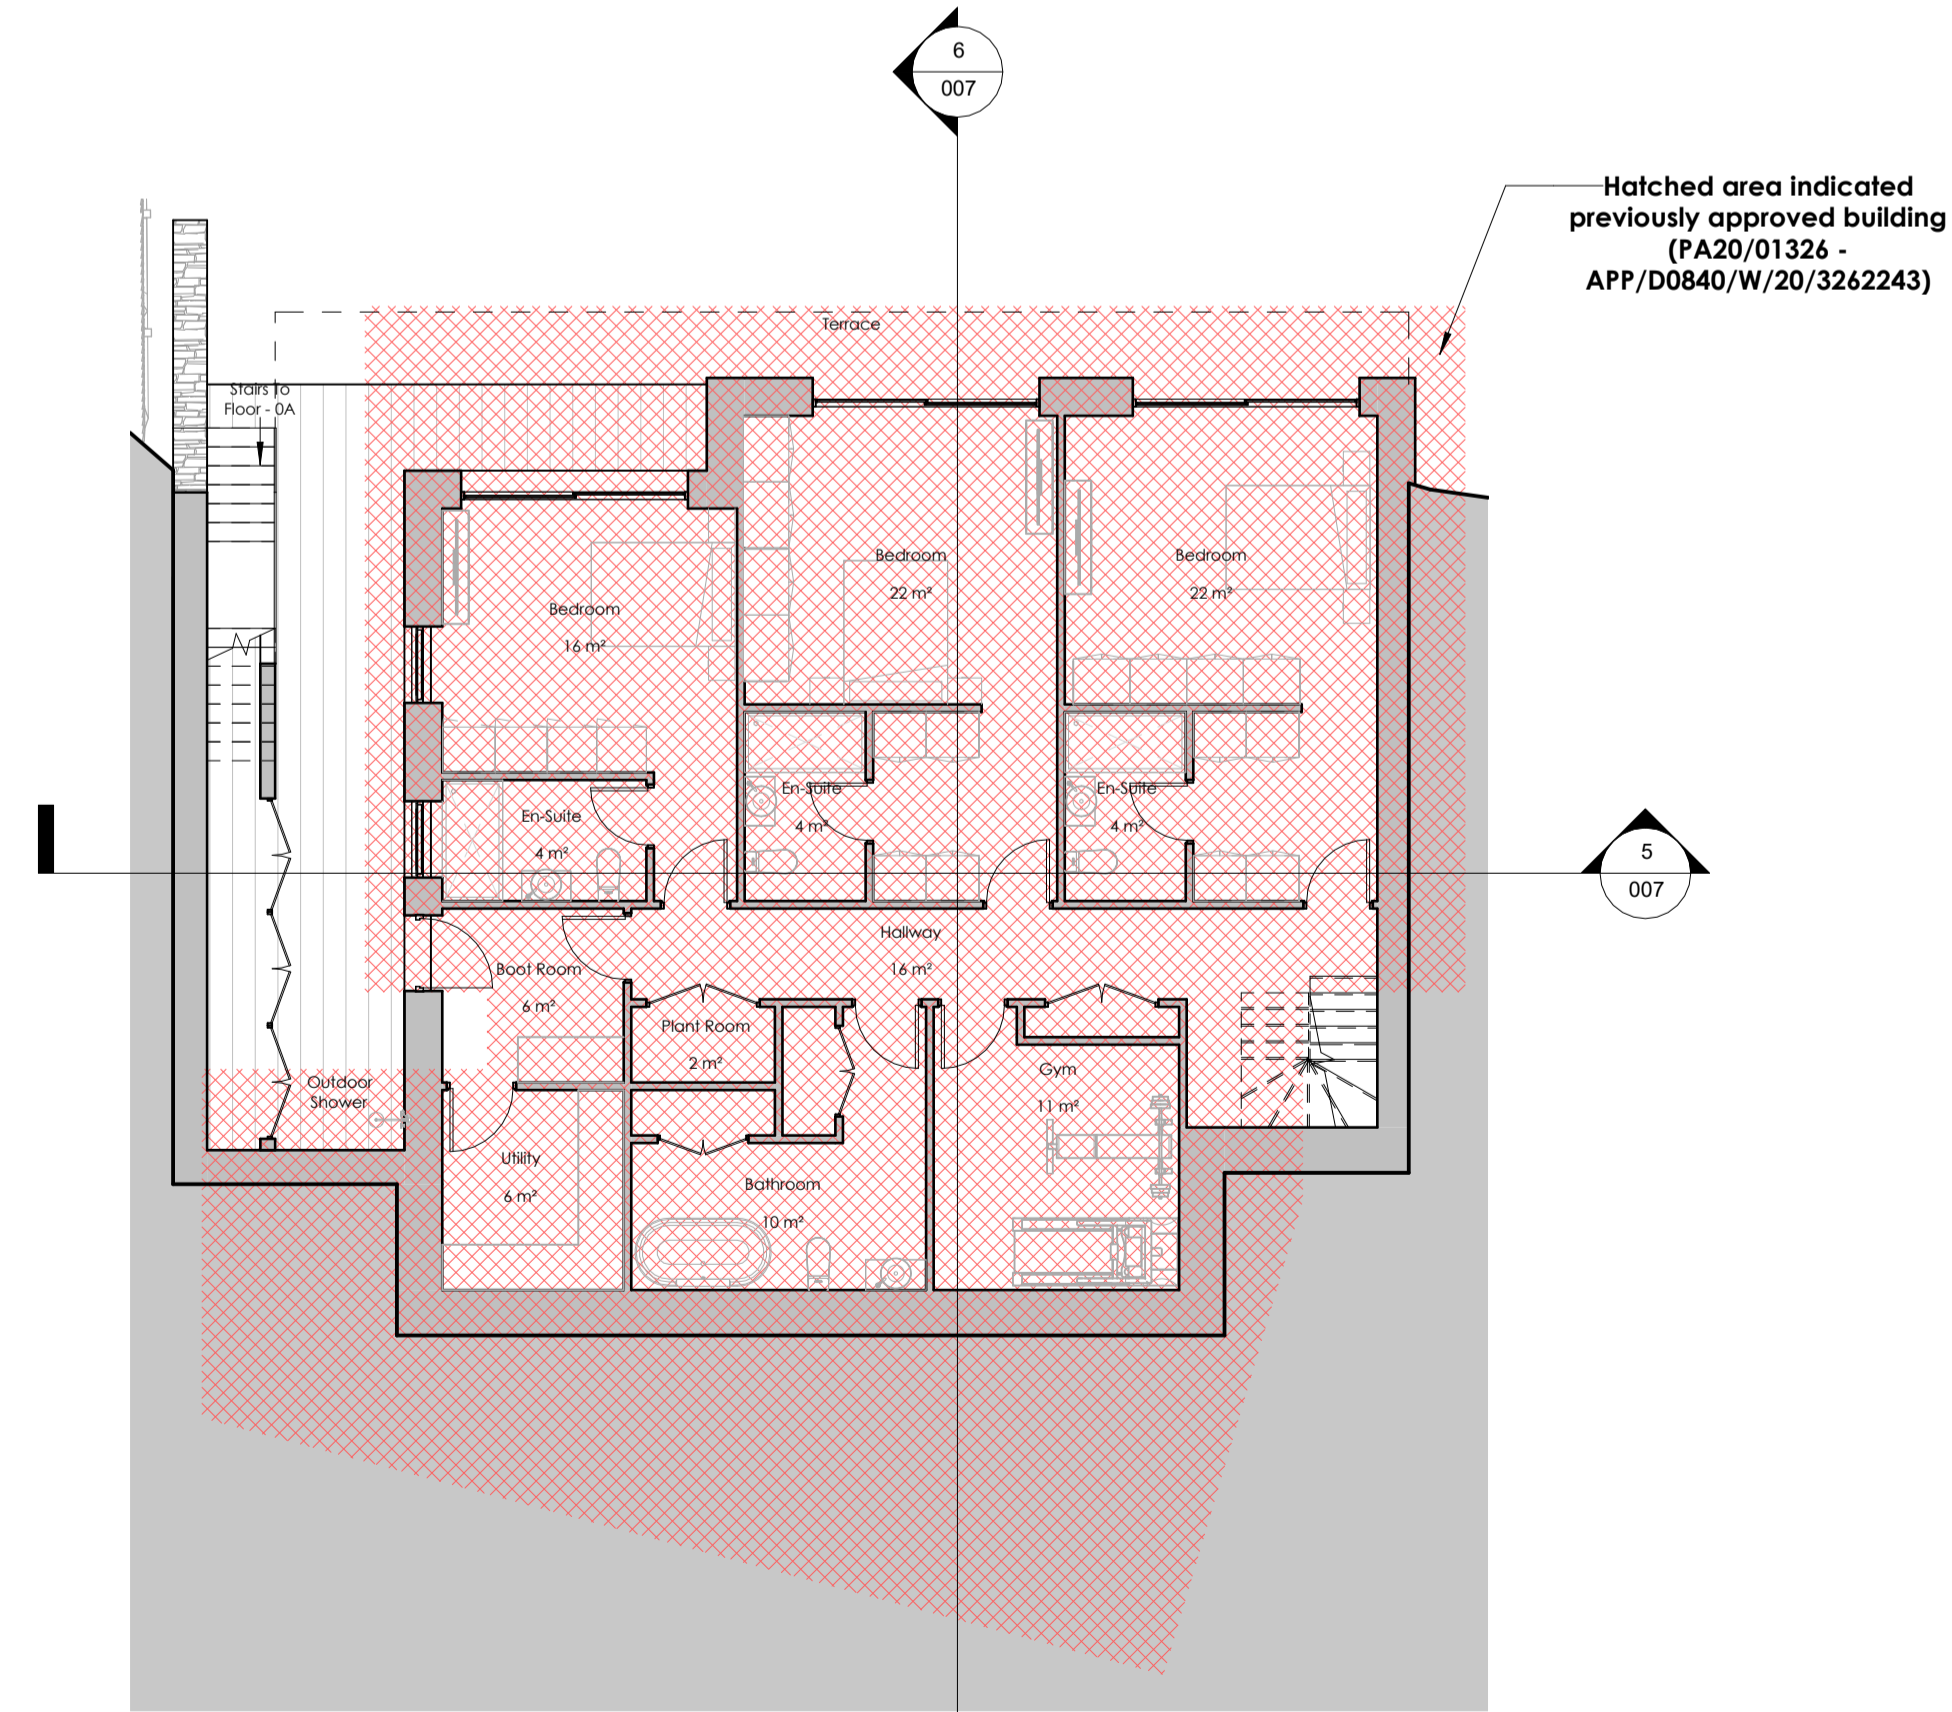 6
007
Hatched area indicated
previously approved building
(PA20/01326 -
APP/D0840/W/20/3262243)
Terrace
Stairs to
Floor - 0A
Bedroom
16 m²
Bedroom
22 m²
Bedroom
22 m²
En-Suite
4 m²
En-Suite
4 m²
En-Suite
4 m²
5
007
Hallway
16 m²
Boot Room
6 m²
Plant Room
2 m²
Gym
11 m²
Outdoor
Shower
Utility
6 m²
Bathroom
10 m²